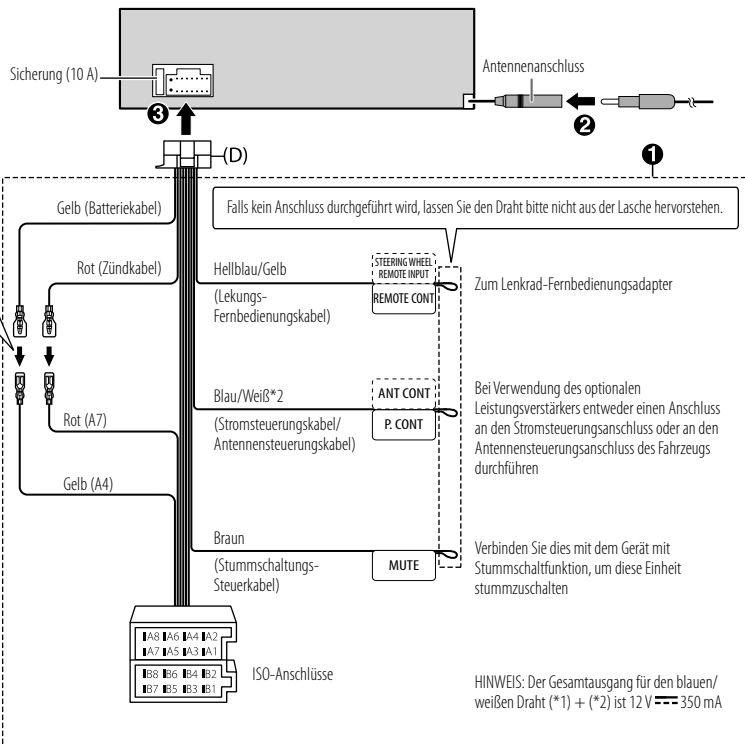 Sicherung (10 A)
Antennenanschluss
❸
❷
(D)
❶
Gelb (Batteriekabel)
Falls kein Anschluss durchgeführt wird, lassen Sie den Draht bitte nicht aus der Lasche hervorstehen.
Rot (Zündkabel)
Hellblau/Gelb
(Lekungs-
Fernbedienungskabel)
STEERING WHEEL
REMOTE INPUT
REMOTE CONT
Zum Lenkrad-Fernbedienungsadapter
Blau/Weiß*2
(Stromsteuerungskabel/
Antennensteuerungskabel)
ANT CONT
P. CONT
Bei Verwendung des optionalen
Leistungsverstärkers entweder einen Anschluss
an den Stromsteuerungsanschluss oder an den
Antennensteuerungsanschluss des Fahrzeugs
durchführen
Rot (A7)
Gelb (A4)
Braun
(Stummschaltungs-
Steuerkabel)
MUTE
Verbinden Sie dies mit dem Gerät mit
Stummschaltfunktion, um diese Einheit
stummzuschalten
A8 A6 A4 A2
A7 A5 A3 A1
B8 B6 B4 B2
B7 B5 B3 B1
ISO-Anschlüsse
HINWEIS: Der Gesamtausgang für den blauen/
weißen Draht (*1) + (*2) ist 12 V ⎓ 350 mA